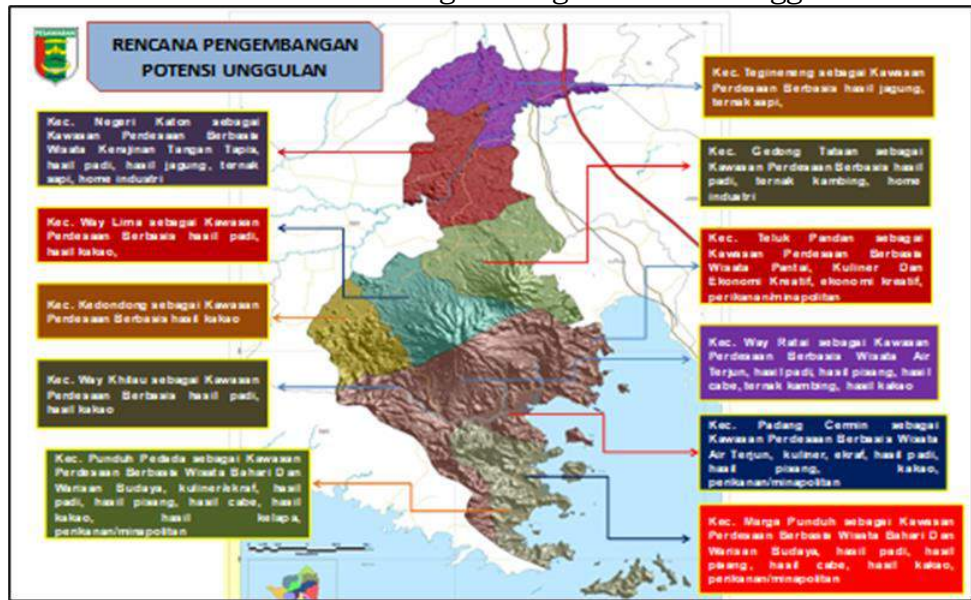 PESAWARAN
RENCANA PENGEMBANGAN
POTENSI UNGGULAN
Kec. Negeri Katon sebagai
Kawasan Perdesaan Berbasis
Wisata Kerajinan Tangan Tapis,
hasil padi, hasil jagung, ternak
sapi, home industri
Kec. Way Lima sebagai Kawasan
Perdesaan Berbasis hasil padi,
hasil kakao,
Kec. Kedondong sebagai Kawasan
Perdesaan Berbasis hasil kakao
Kec. Way Khilau sebagai Kawasan
Perdesaan Berbasis hasil padi,
hasil kakao
Kec. Punduh Pedada sebagai Kawasan
Perdesaan Berbasis Wisata Bahari Dan
Warisan Budaya, kuliner/ekraf, hasil
padi, hasil pisang, hasil cabe, hasil
kakao, hasil kelapa,
perikanan/minapolitan
Kec. Tegineneng sebagai Kawasan
Perdesaan Berbasis hasil jagung,
ternak sapi,
Kec. Gedong Tataan sebagai
Kawasan Perdesaan Berbasis hasil
padi, ternak kambing, home
industri
Kec. Teluk Pandan sebagai
Kawasan Perdesaan Berbasis
Wisata Pantai, Kuliner Dan
Ekonomi Kreatif, ekonomi kreatif,
perikanan/minapolitan
Kec. Way Ratai sebagai Kawasan
Perdesaan Berbasis Wisata Air
Terjun, hasil padi, hasil pisang, hasil
cabe, ternak kambing, hasil kakao
Kec. Padang Cermin sebagai
Kawasan Perdesaan Berbasis Wisata
Air Terjun, kuliner, ekraf, hasil padi,
hasil pisang, kakao,
perikanan/minapolitan
Kec. Marga Punduh sebagai Kawasan
Perdesaan Berbasis Wisata Bahari Dan
Warisan Budaya, hasil padi, hasil
pisang, hasil cabe, hasil kakao,
perikanan/minapolitan